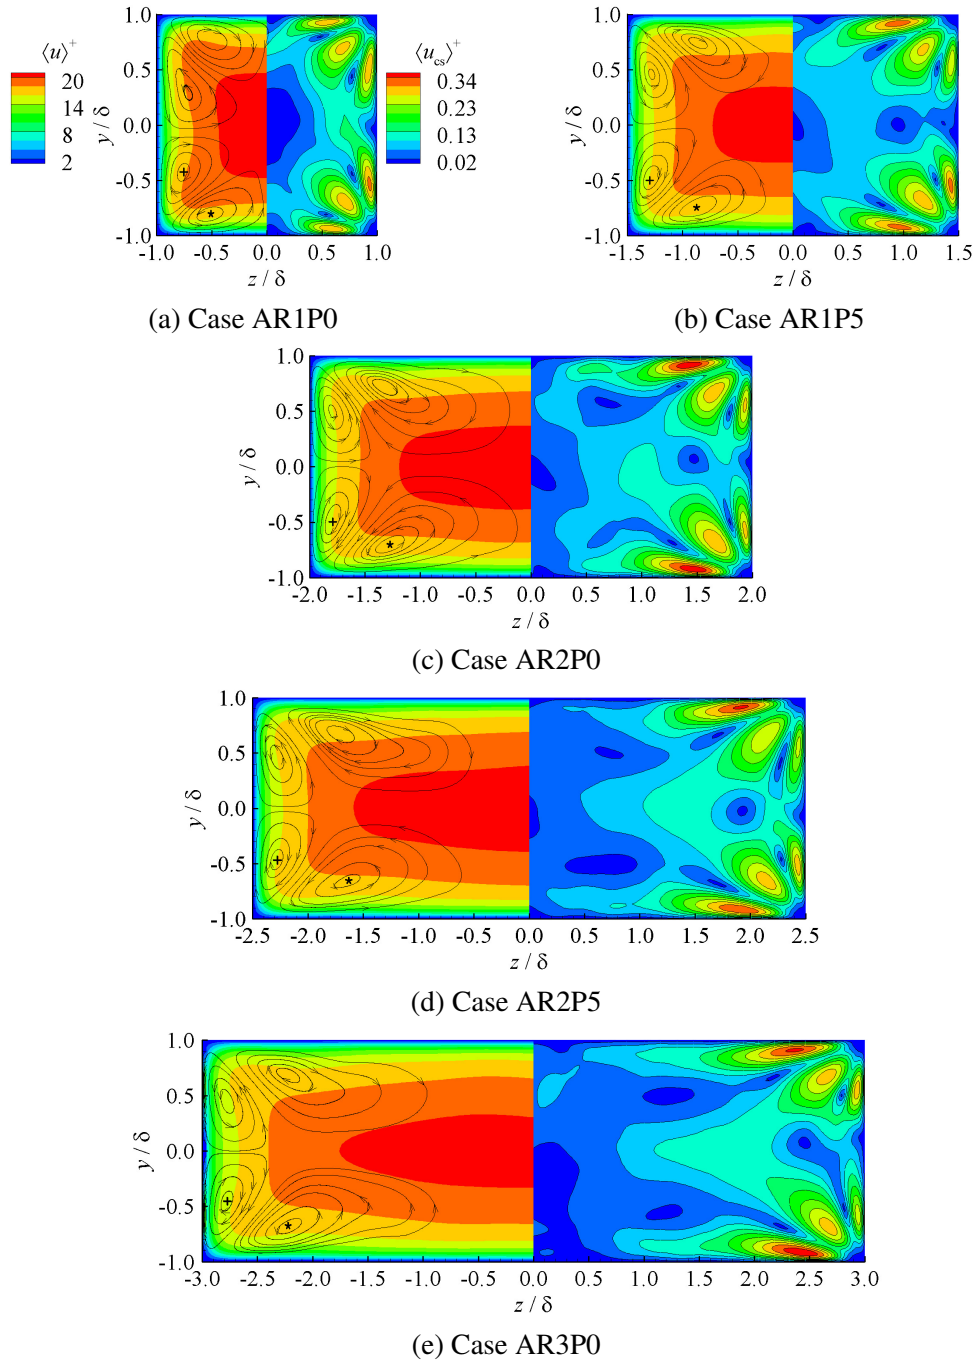 ⟨u⟩⁺
20
14
8
2
y / δ
1.0
0.5
0.0
-0.5
-1.0
+
*
-1.0 -0.5 0.0 0.5 1.0
z / δ
(a) Case AR1P0
⟨u_cs⟩⁺
0.34
0.23
0.13
0.02
y / δ
1.0
0.5
0.0
-0.5
-1.0
+
*
-1.5 -1.0 -0.5 0.0 0.5 1.0 1.5
z / δ
(b) Case AR1P5
y / δ
1.0
0.5
0.0
-0.5
-1.0
+
*
-2.0 -1.5 -1.0 -0.5 0.0 0.5 1.0 1.5 2.0
z / δ
(c) Case AR2P0
y / δ
1.0
0.5
0.0
-0.5
-1.0
+
*
-2.5 -2.0 -1.5 -1.0 -0.5 0.0 0.5 1.0 1.5 2.0 2.5
z / δ
(d) Case AR2P5
y / δ
1.0
0.5
0.0
-0.5
-1.0
+
*
-3.0 -2.5 -2.0 -1.5 -1.0 -0.5 0.0 0.5 1.0 1.5 2.0 2.5 3.0
z / δ
(e) Case AR3P0